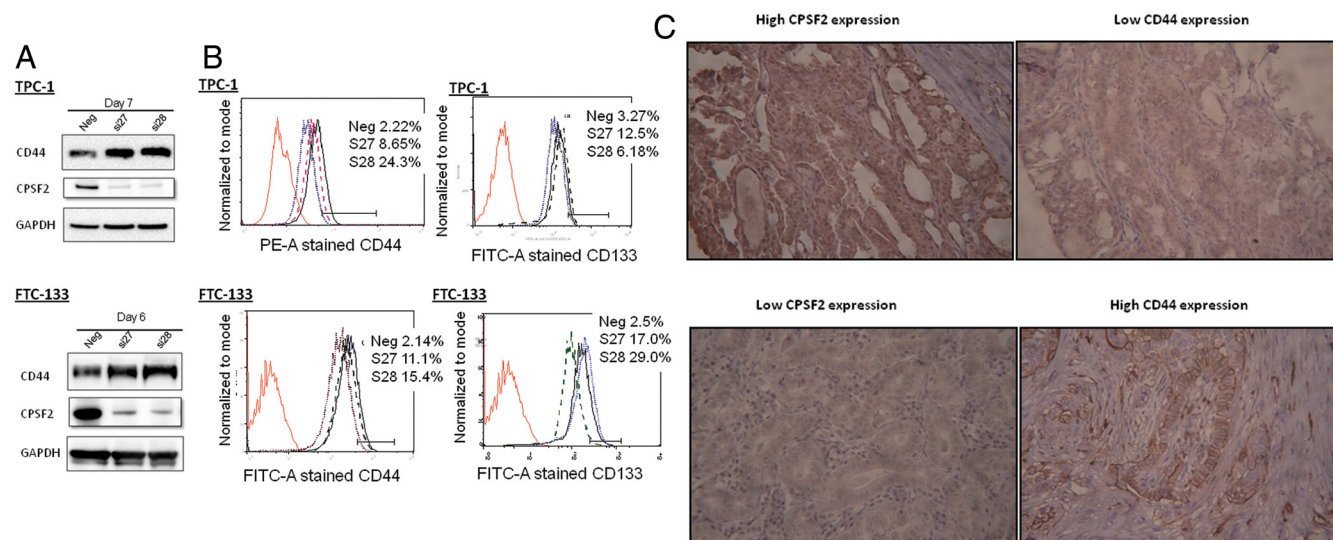 A
TPC-1
Day 7
Neg si27 si28
CD44
CPSF2
GAPDH
FTC-133
Day 6
Neg si27 si28
CD44
CPSF2
GAPDH
B
TPC-1
Normalized to mode
Neg 2.22%
S27 8.65%
S28 24.3%
PE-A stained CD44
TPC-1
Normalized to mode
Neg 3.27%
S27 12.5%
S28 6.18%
FITC-A stained CD133
FTC-133
Normalized to mode
Neg 2.14%
S27 11.1%
S28 15.4%
FITC-A stained CD44
FTC-133
Normalized to mode
Neg 2.5%
S27 17.0%
S28 29.0%
FITC-A stained CD133
C
High CPSF2 expression
Low CD44 expression
Low CPSF2 expression
High CD44 expression